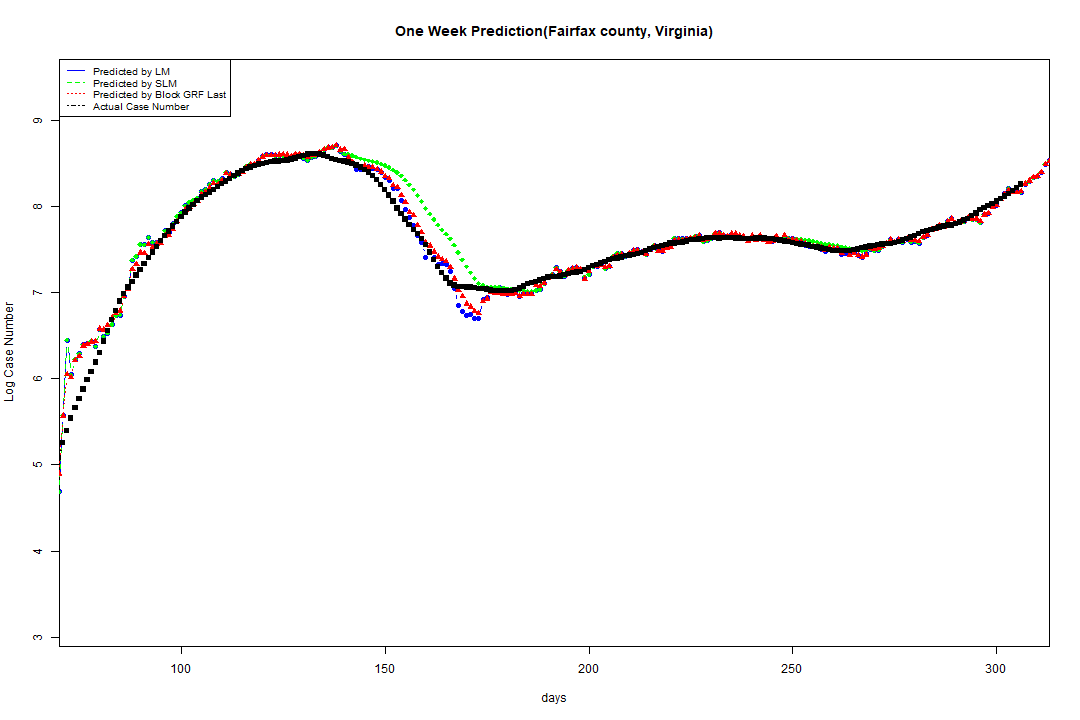 One Week Prediction(Fairfax county, Virginia)
Predicted by LM
Predicted by SLM
Predicted by Block GRF Last
Actual Case Number
9
8
7
6
5
4
3
Log Case Number
100 150 200 250 300
days